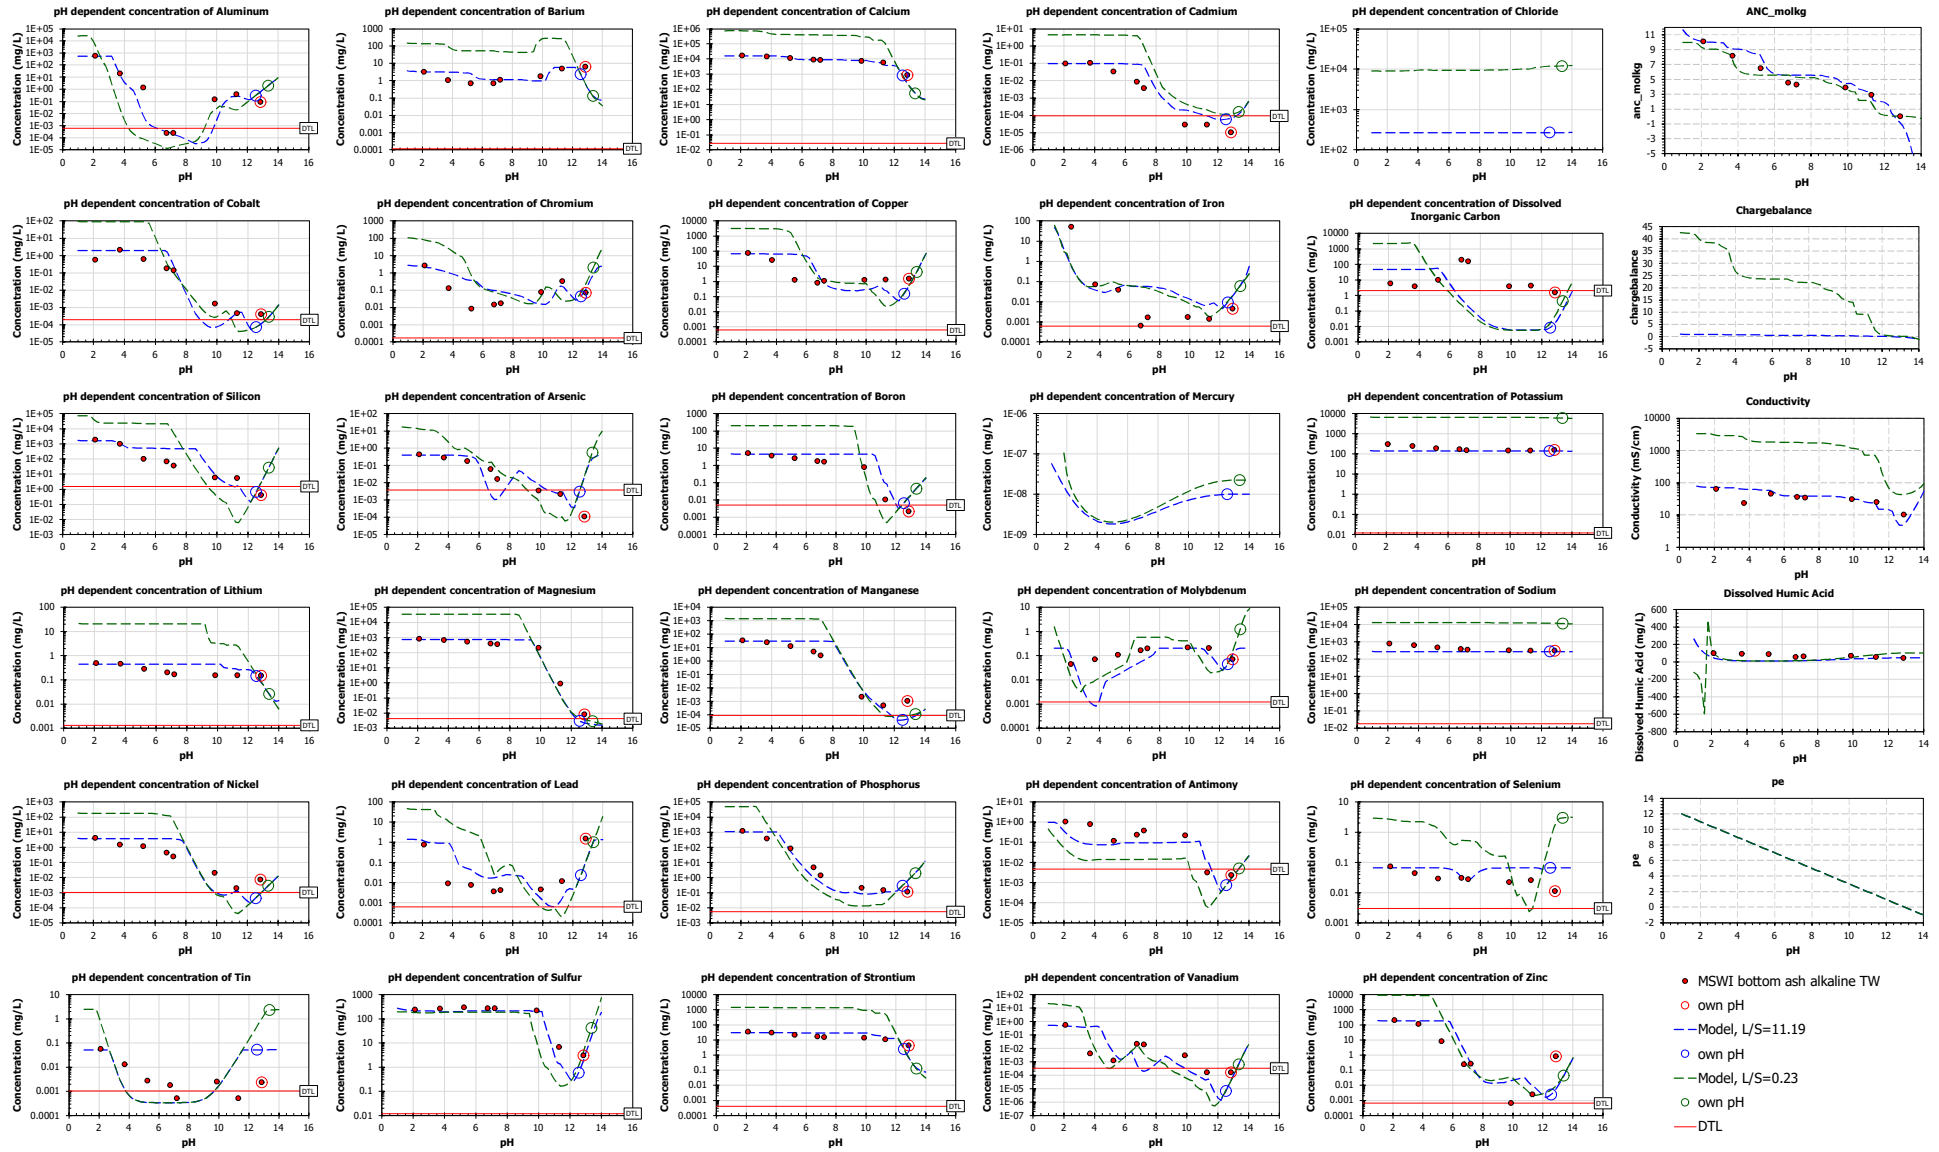 pH dependent concentration of Aluminum
pH dependent concentration of Barium
pH dependent concentration of Calcium
pH dependent concentration of Cadmium
pH dependent concentration of Chloride
ANC_molkg
Concentration (mg/L)
pH
DTL
anc_molkg
pH dependent concentration of Cobalt
pH dependent concentration of Chromium
pH dependent concentration of Copper
pH dependent concentration of Iron
pH dependent concentration of Dissolved
Inorganic Carbon
Chargebalance
chargebalance
pH dependent concentration of Silicon
pH dependent concentration of Arsenic
pH dependent concentration of Boron
pH dependent concentration of Mercury
pH dependent concentration of Potassium
Conductivity
Conductivity (mS/cm)
pH dependent concentration of Lithium
pH dependent concentration of Magnesium
pH dependent concentration of Manganese
pH dependent concentration of Molybdenum
pH dependent concentration of Sodium
Dissolved Humic Acid
Dissolved Humic Acid (mg/L)
pH dependent concentration of Nickel
pH dependent concentration of Lead
pH dependent concentration of Phosphorus
pH dependent concentration of Antimony
pH dependent concentration of Selenium
pe
pe
pH dependent concentration of Tin
pH dependent concentration of Sulfur
pH dependent concentration of Strontium
pH dependent concentration of Vanadium
pH dependent concentration of Zinc
MSWI bottom ash alkaline TW
own pH
Model, L/S=11.19
own pH
Model, L/S=0.23
own pH
DTL